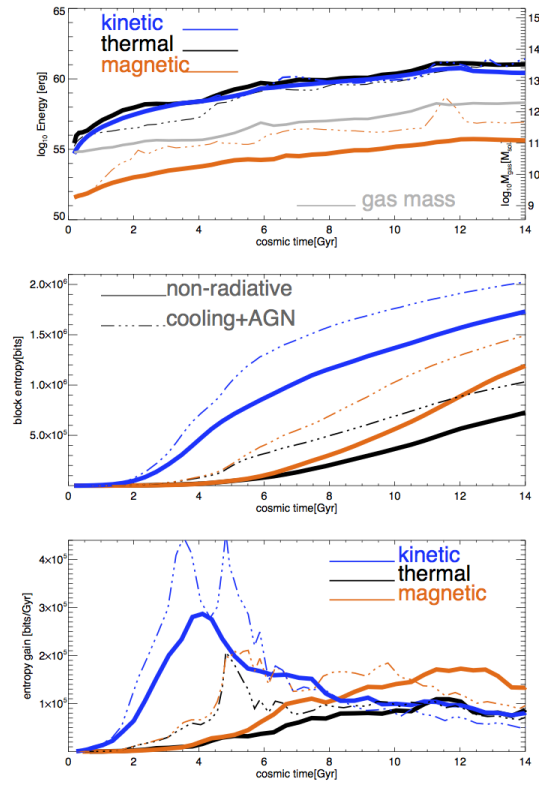 65
15
kinetic
14
thermal
60
magnetic
13
log₁₀ Energy [erg]
12
55
11
log₁₀M_gas[M_sol]
10
gas mass
50
9
0 2 4 6 8 10 12 14
cosmic time[Gyr]
2.0×10⁶
non-radiative
cooling+AGN
1.5×10⁶
block entropy[bits]
1.0×10⁶
5.0×10⁵
0
0 2 4 6 8 10 12 14
cosmic time[Gyr]
4×10⁵
kinetic
thermal
magnetic
3×10⁵
entropy gain [bits/Gyr]
2×10⁵
1×10⁵
0 2 4 6 8 10 12 14
cosmic time[Gyr]